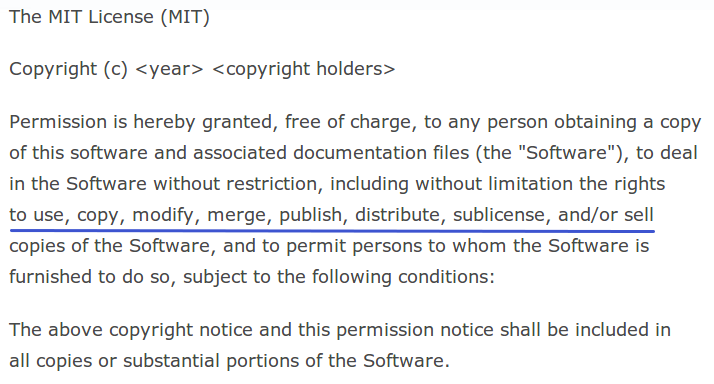 The MIT License (MIT)
Copyright (c) <year> <copyright holders>
Permission is hereby granted, free of charge, to any person obtaining a copy
of this software and associated documentation files (the "Software"), to deal
in the Software without restriction, including without limitation the rights
to use, copy, modify, merge, publish, distribute, sublicense, and/or sell
copies of the Software, and to permit persons to whom the Software is
furnished to do so, subject to the following conditions:
The above copyright notice and this permission notice shall be included in
all copies or substantial portions of the Software.